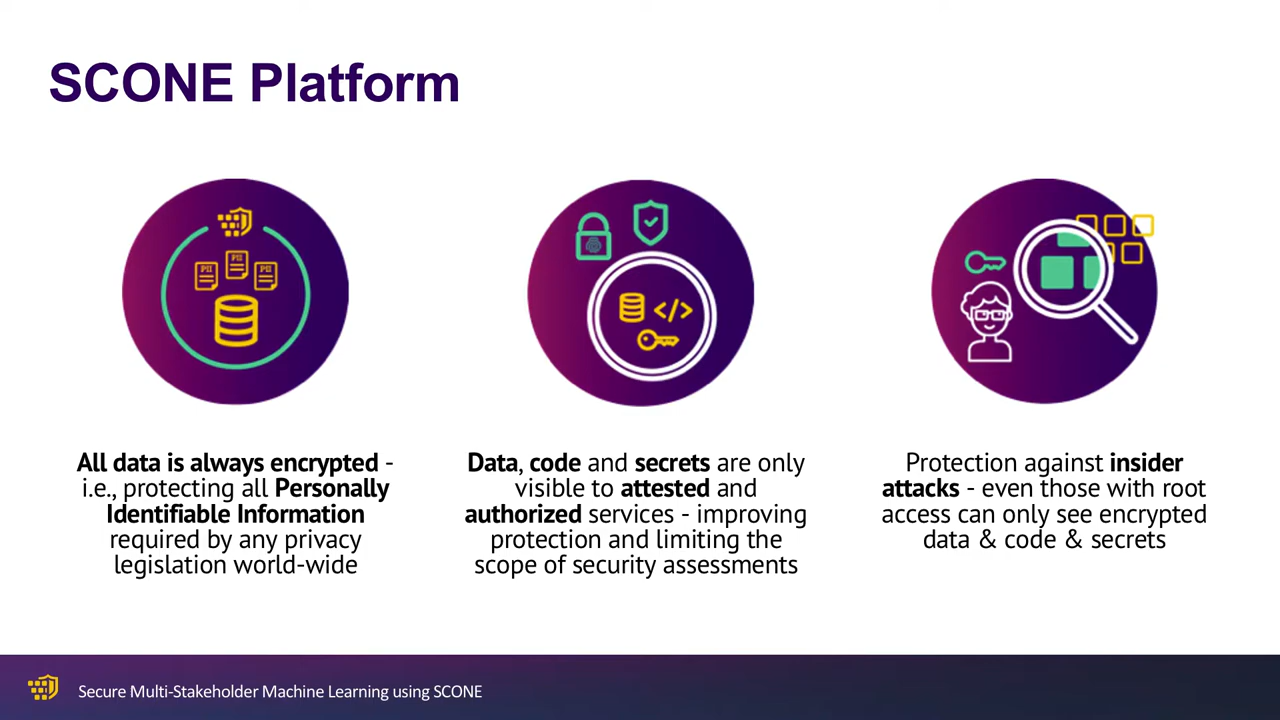 SCONE Platform
PII
PII
PII
</>
All data is always encrypted -
i.e., protecting all Personally
Identifiable Information
required by any privacy
legislation world-wide
Data, code and secrets are only
visible to attested and
authorized services - improving
protection and limiting the
scope of security assessments
Protection against insider
attacks - even those with root
access can only see encrypted
data & code & secrets
Secure Multi-Stakeholder Machine Learning using SCONE